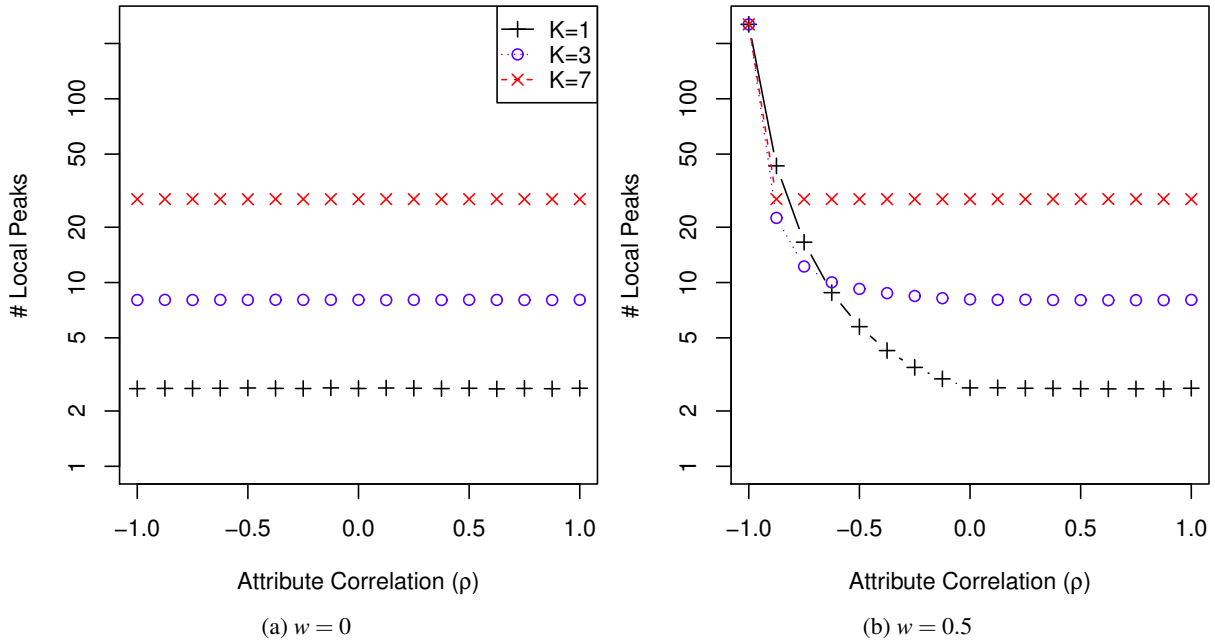 # Local Peaks
100
50
20
10
5
2
1
K=1
K=3
K=7
−1.0 −0.5 0.0 0.5 1.0
Attribute Correlation (ρ)
(a) w = 0
# Local Peaks
100
50
20
10
5
2
1
−1.0 −0.5 0.0 0.5 1.0
Attribute Correlation (ρ)
(b) w = 0.5